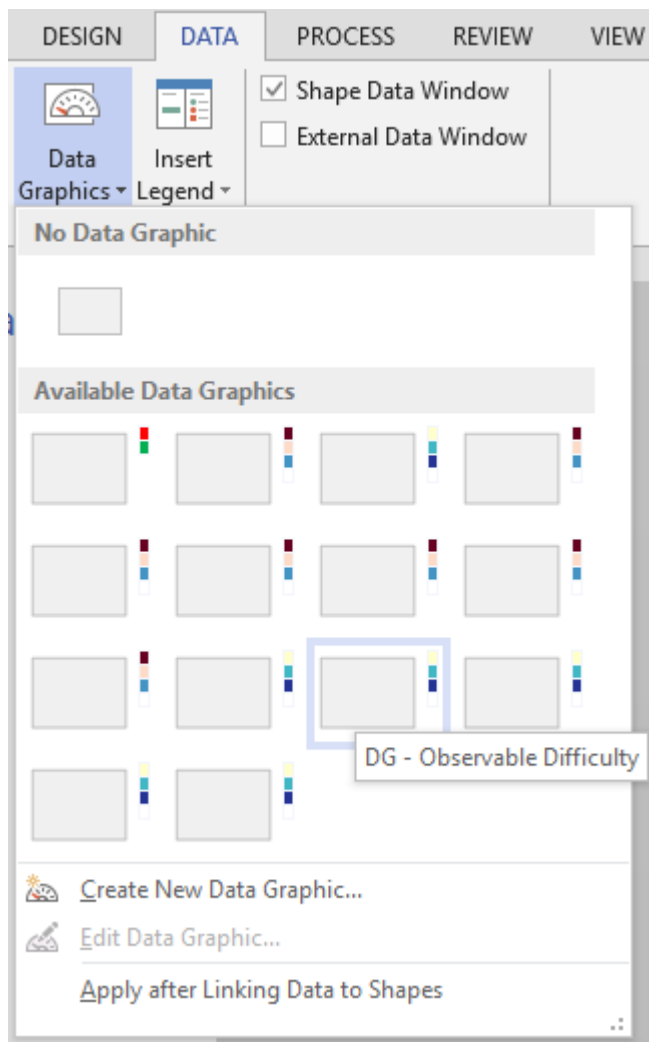 DESIGN DATA PROCESS REVIEW VIEW
Data Graphics
Insert Legend
Shape Data Window
External Data Window
No Data Graphic
Available Data Graphics
DG - Observable Difficulty
Create New Data Graphic...
Edit Data Graphic...
Apply after Linking Data to Shapes